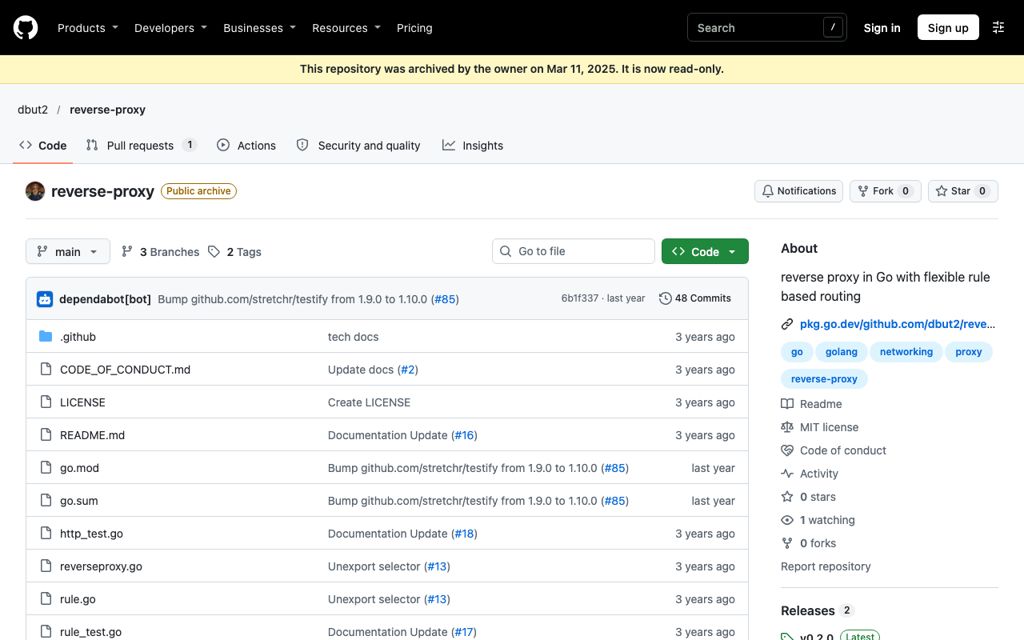 Products Developers Businesses Resources Pricing Search / Sign in Sign up
This repository was archived by the owner on Mar 11, 2025. It is now read-only.
dbut2 / reverse-proxy
Code Pull requests 1 Actions Security and quality Insights
reverse-proxy Public archive Notifications Fork 0 Star 0
main 3 Branches 2 Tags Go to file Code
dependabot[bot] Bump github.com/stretchr/testify from 1.9.0 to 1.10.0 (#85) 6b1f337 · last year 48 Commits
.github tech docs 3 years ago
CODE_OF_CONDUCT.md Update docs (#2) 3 years ago
LICENSE Create LICENSE 3 years ago
README.md Documentation Update (#16) 3 years ago
go.mod Bump github.com/stretchr/testify from 1.9.0 to 1.10.0 (#85) last year
go.sum Bump github.com/stretchr/testify from 1.9.0 to 1.10.0 (#85) last year
http_test.go Documentation Update (#18) 3 years ago
reverseproxy.go Unexport selector (#13) 3 years ago
rule.go Unexport selector (#13) 3 years ago
rule_test.go Documentation Update (#17) 3 years ago
About
reverse proxy in Go with flexible rule
based routing
pkg.go.dev/github.com/dbut2/reve...
go golang networking proxy
reverse-proxy
Readme
MIT license
Code of conduct
Activity
0 stars
1 watching
0 forks
Report repository
Releases 2
v0.2.0 Latest